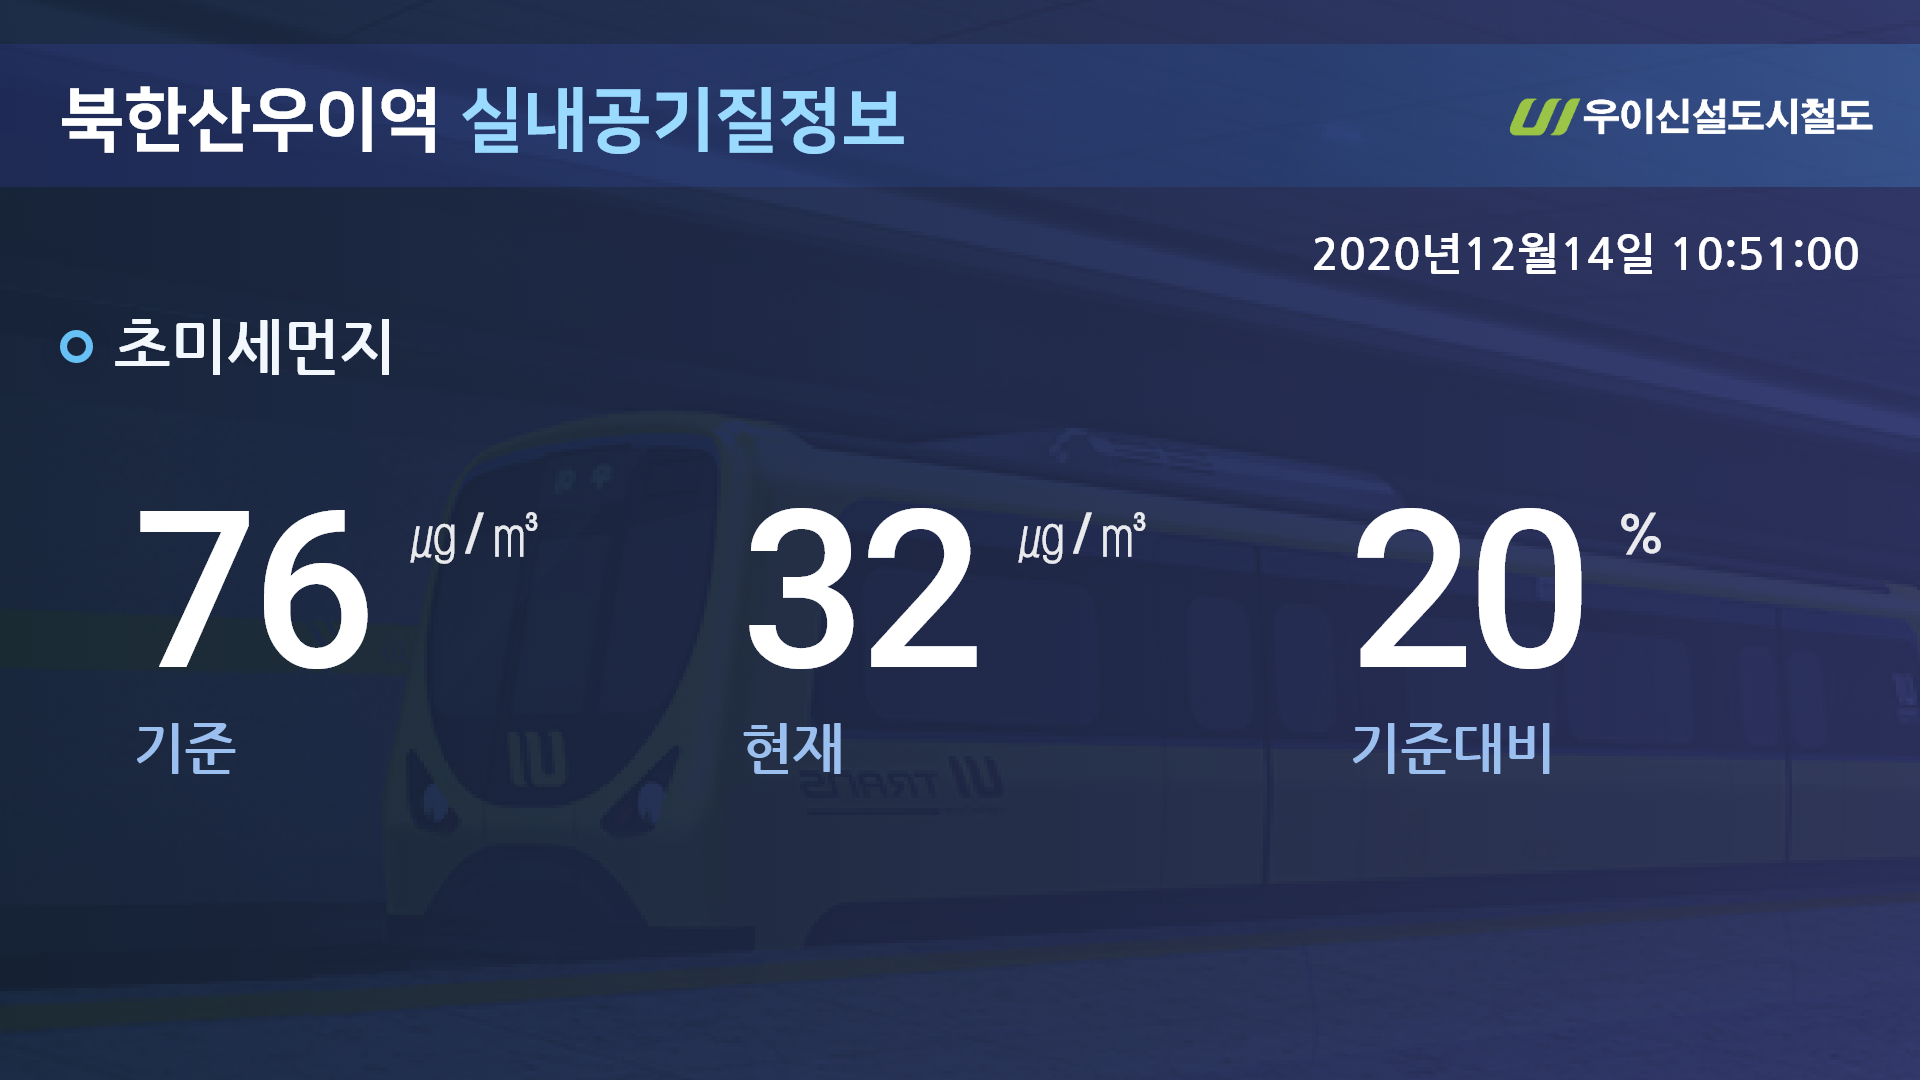 북한산우이역 실내공기질정보
우이신설도시철도
2020년12월14일 10:51:00
초미세먼지
76 ㎍/㎥
32 ㎍/㎥
20 %
기준
현재
기준대비
TRANS